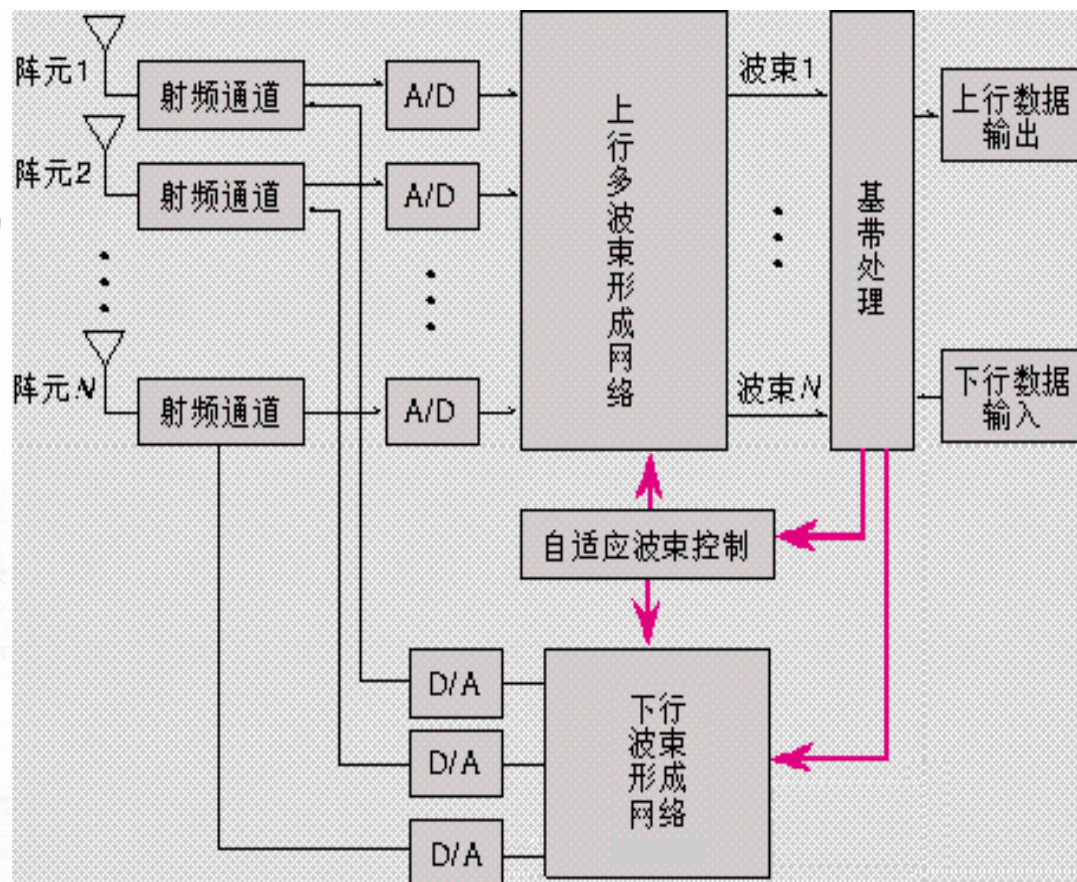 阵元1
射频通道
A/D
上行多波束形成网络
波束1
基带处理
上行数据
输出
阵元2
射频通道
A/D
阵元N
射频通道
A/D
波束N
下行数据
输入
自适应波束控制
D/A
D/A
D/A
下行
波束
形成
网络